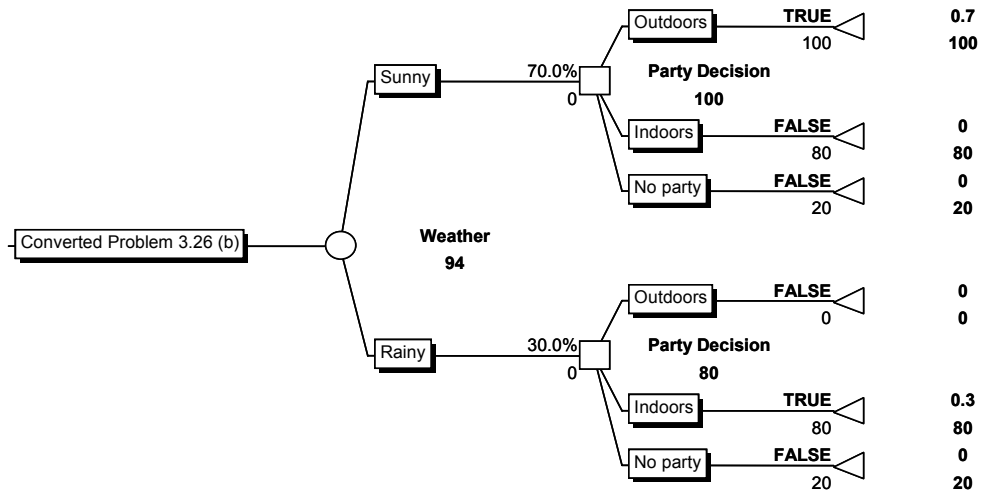 Outdoors TRUE 0.7
100 100
Sunny 70.0% Party Decision
0 100
Indoors FALSE 0
80 80
No party FALSE 0
20 20
Converted Problem 3.26 (b) Weather
94
Outdoors FALSE 0
0 0
Rainy 30.0% Party Decision
0 80
Indoors TRUE 0.3
80 80
No party FALSE 0
20 20